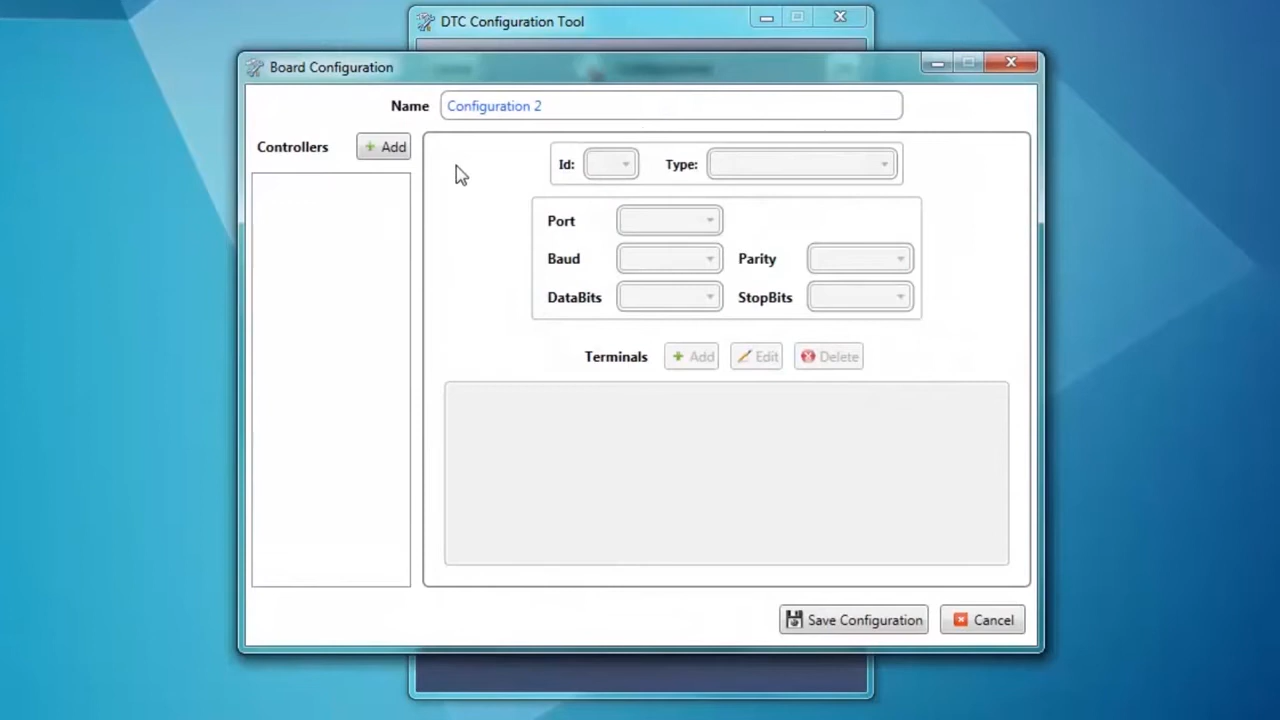 DTC Configuration Tool
Board Configuration
Name Configuration 2
Controllers Add
Id: Type:
Port
Baud Parity
DataBits StopBits
Terminals Add Edit Delete
Save Configuration Cancel